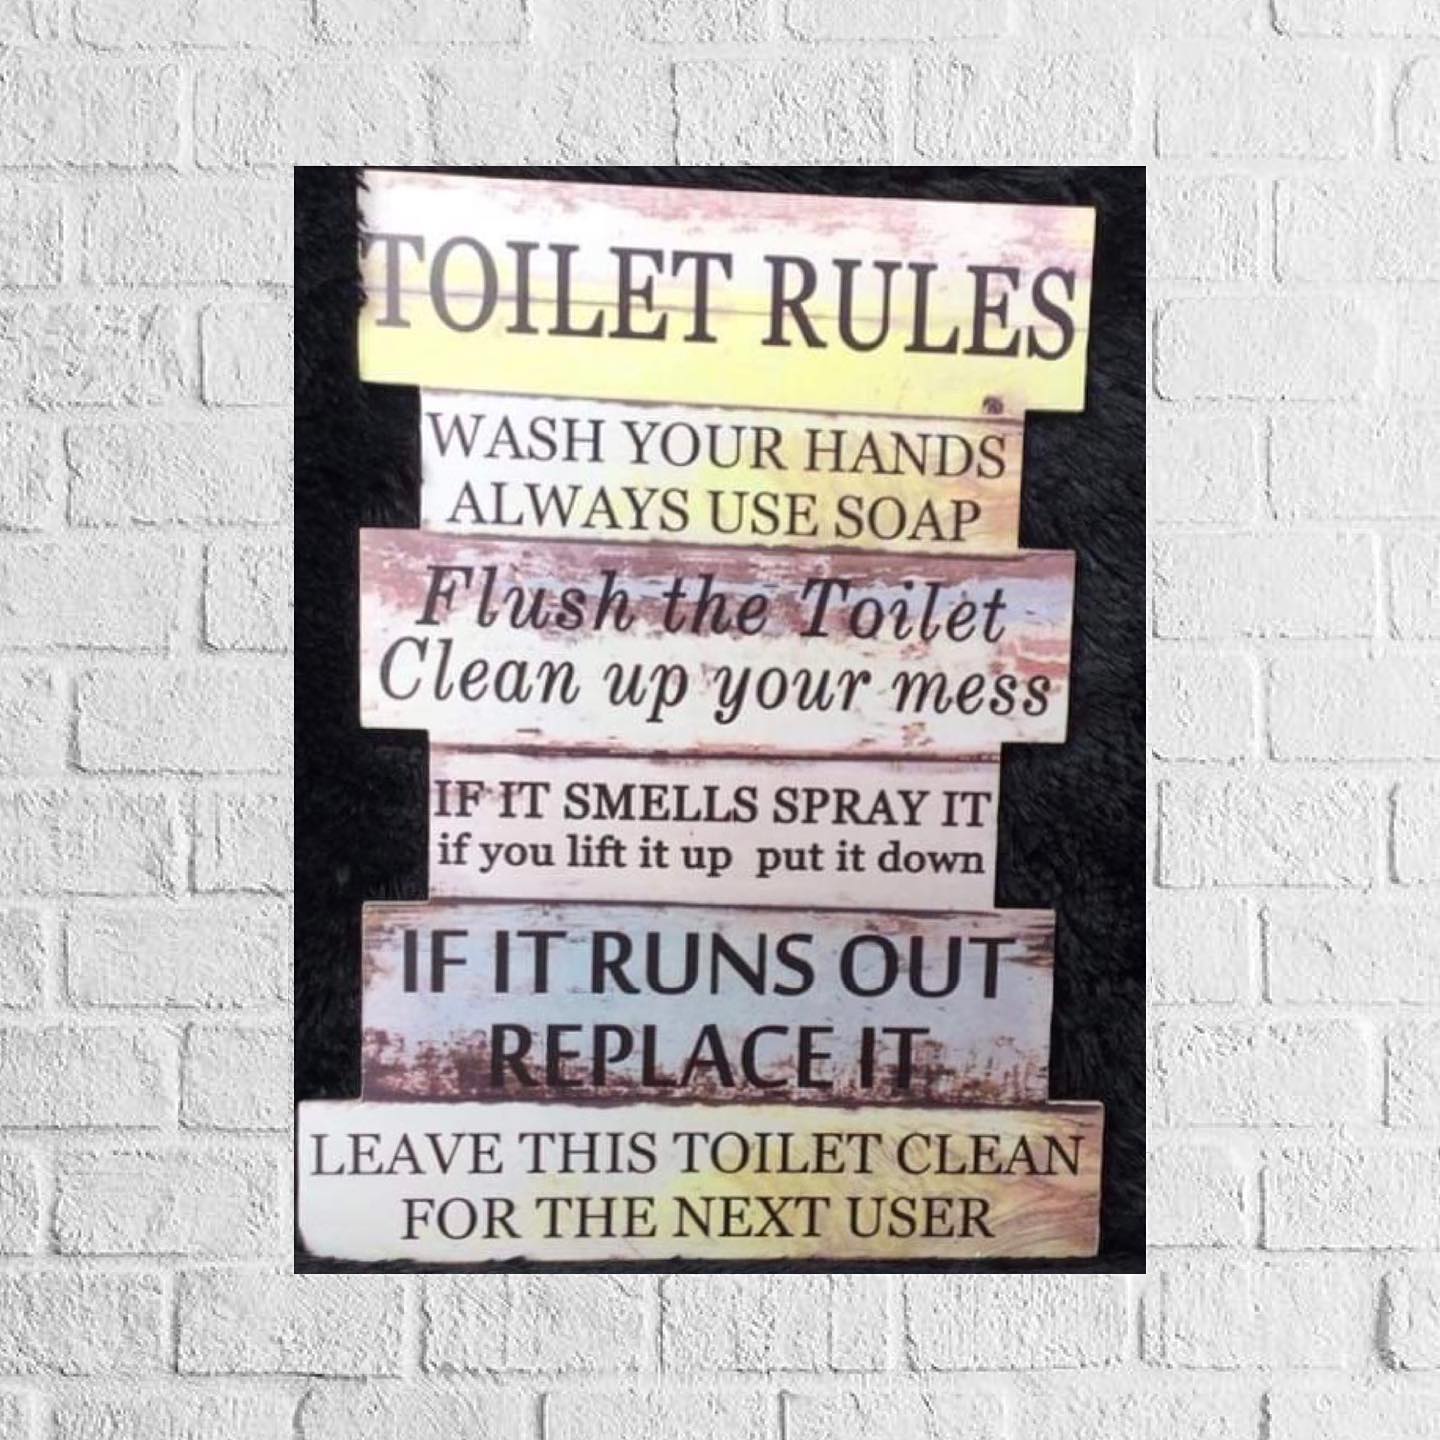 TOILET RULES
WASH YOUR HANDS
ALWAYS USE SOAP
Flush the Toilet
Clean up your mess
IF IT SMELLS SPRAY IT
if you lift it up put it down
IF IT RUNS OUT
REPLACE IT
LEAVE THIS TOILET CLEAN
FOR THE NEXT USER